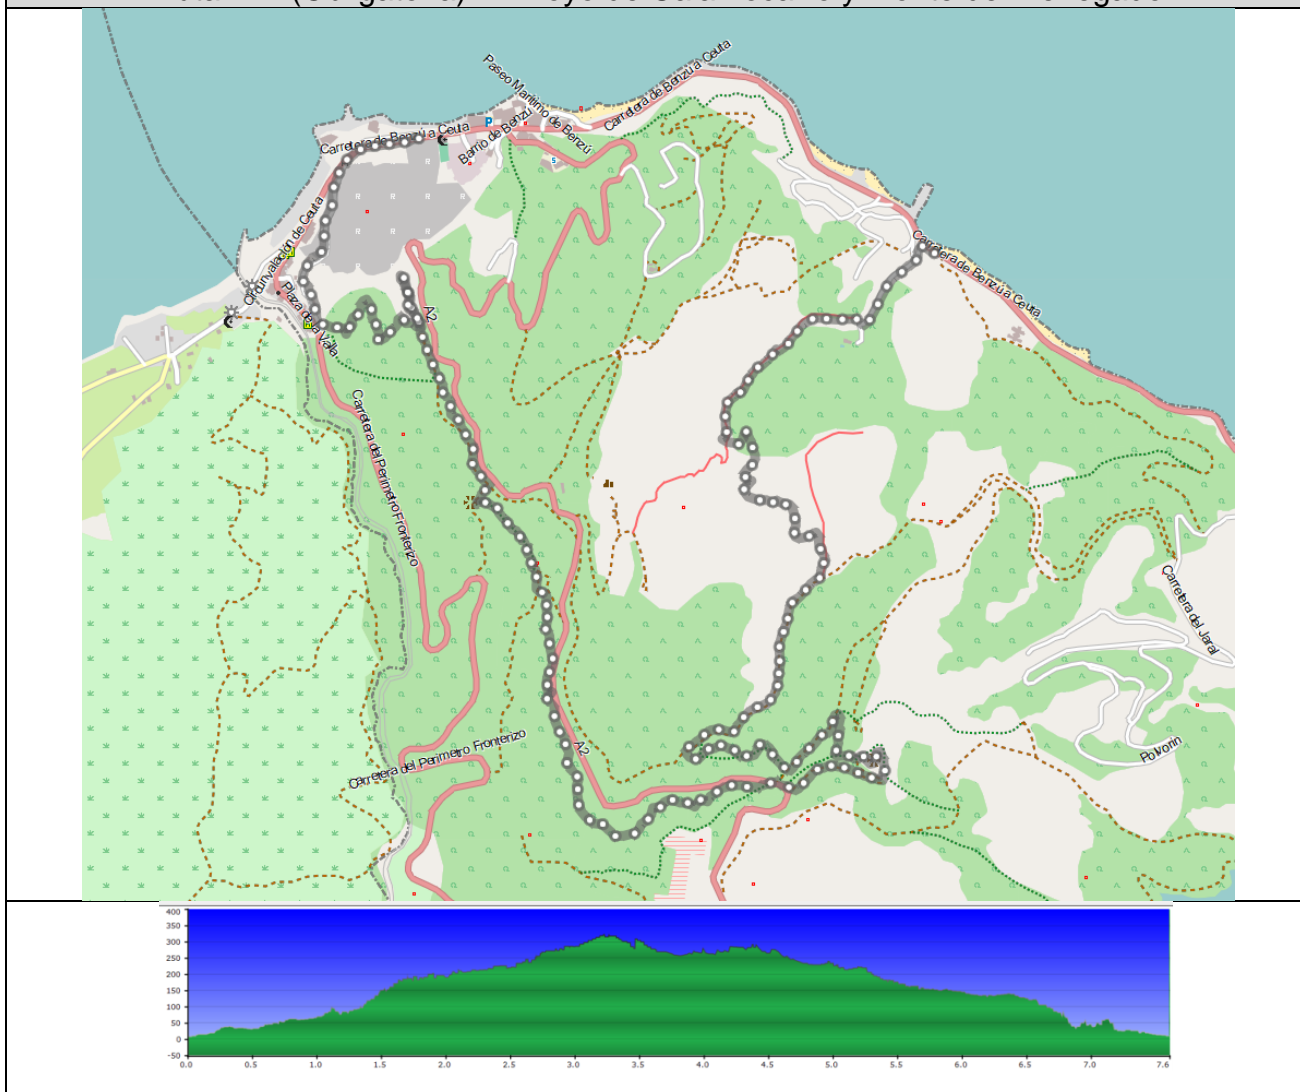 (Obligatoria)
Paseo Marítimo de Benzú
Carretera de Benzú a Ceuta
P
Carretera de Benzú a Ceuta
Barrio de Benzú
S
Circunvalación de Ceuta
Carretera de Benzú a Ceuta
Plaza de la Valla
A2
Carretera del Perímetro Fronterizo
Carretera del Jaral
A2
Carretera del Perímetro Fronterizo
Polvorín
400
350
300
250
200
150
100
50
0
-50
0.0 0.5 1.0 1.5 2.0 2.5 3.0 3.5 4.0 4.5 5.0 5.5 6.0 6.5 7.0 7.6